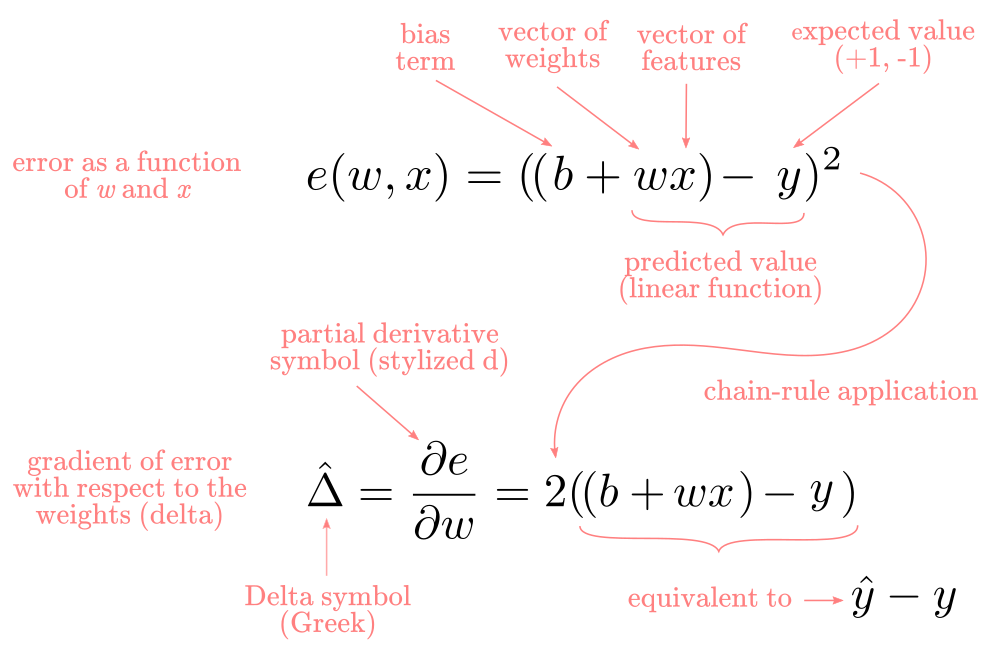 bias
term
vector of
weights
vector of
features
expected value
(+1, -1)
error as a function
of w and x
e(w, x) = ((b + wx) − y)²
predicted value
(linear function)
partial derivative
symbol (stylized d)
chain-rule application
gradient of error
with respect to the
weights (delta)
Δ̂ = ∂e/∂w = 2((b + wx) − y)
Delta symbol
(Greek)
equivalent to
ŷ − y